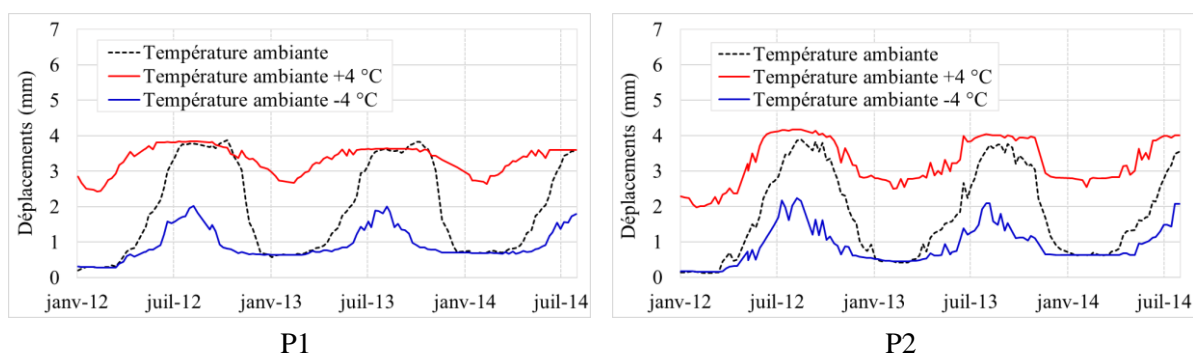 7
6
5
4
3
2
1
0
Déplacements (mm)
Température ambiante
Température ambiante +4 °C
Température ambiante -4 °C
janv-12 juil-12 janv-13 juil-13 janv-14 juil-14
P1
7
6
5
4
3
2
1
0
Déplacements (mm)
Température ambiante
Température ambiante +4 °C
Température ambiante -4 °C
janv-12 juil-12 janv-13 juil-13 janv-14 juil-14
P2